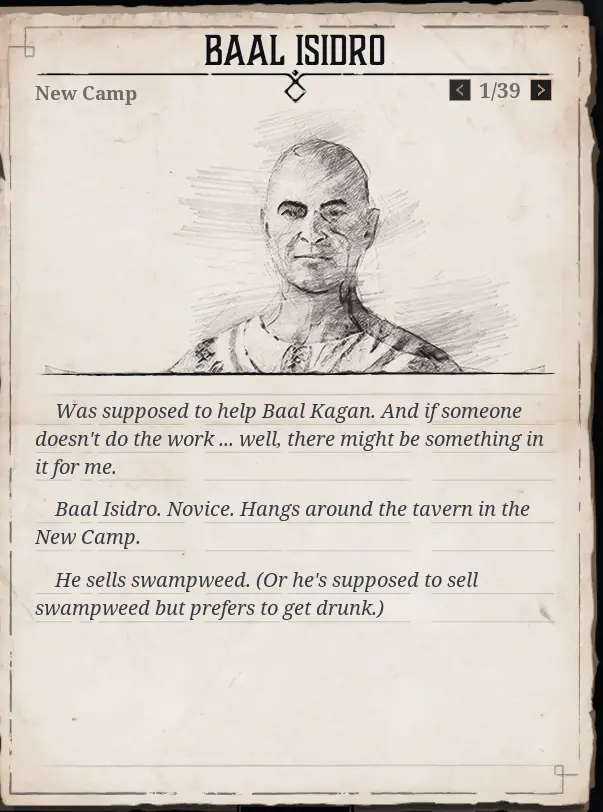 BAAL ISIDRO
New Camp
< 1/39 >
Was supposed to help Baal Kagan. And if someone
doesn't do the work ... well, there might be something in
it for me.
Baal Isidro. Novice. Hangs around the tavern in the
New Camp.
He sells swampweed. (Or he's supposed to sell
swampweed but prefers to get drunk.)